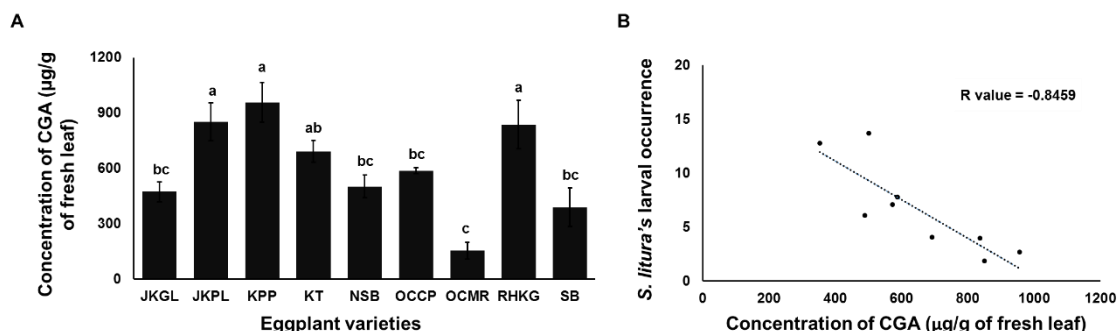 A
Concentration of CGA (µg/g
of fresh leaf)
1200
900
600
300
0
bc
a
a
ab
bc
bc
c
a
bc
JKGL JKPL KPP KT NSB OCCP OCMR RHKG SB
Eggplant varieties
B
S. litura's larval occurrence
20
15
10
5
0
R value = -0.8459
0 200 400 600 800 1000 1200
Concentration of CGA (µg/g of fresh leaf)